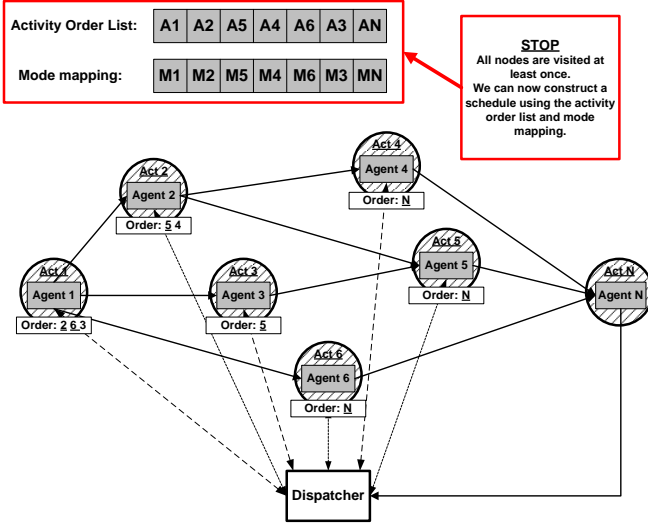 Activity Order List: A1 A2 A5 A4 A6 A3 AN
Mode mapping: M1 M2 M5 M4 M6 M3 MN
STOP
All nodes are visited at
least once.
We can now construct a
schedule using the activity
order list and mode
mapping.
Act 4
Agent 4
Order: N
Act 2
Agent 2
Order: 5 4
Act 5
Agent 5
Order: N
Act 1
Agent 1
Order: 2 6 3
Act 3
Agent 3
Order: 5
Act N
Agent N
Act 6
Agent 6
Order: N
Dispatcher